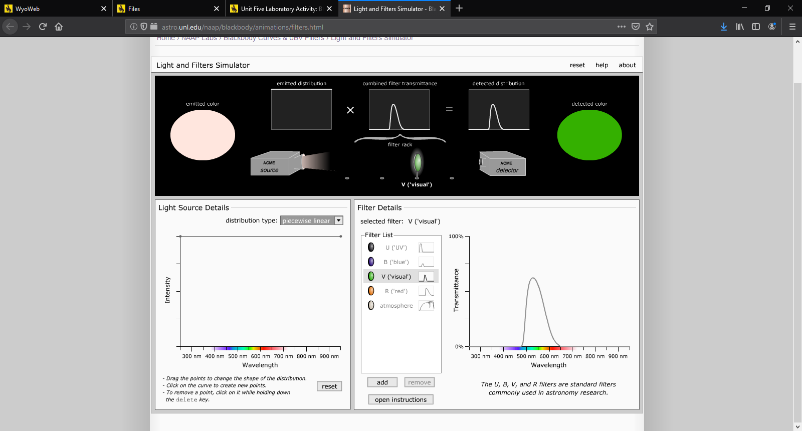 WyoWeb
Files
Unit Five Laboratory Activity: B
Light and Filters Simulator - Bla
astro.unl.edu/naap/blackbody/animations/filters.html
Home / NAAP Labs / Blackbody Curves & UBV Filters / Light and Filters Simulator
Light and Filters Simulator
reset help about
emitted distribution
combined filter transmittance
detected distribution
emitted color
detected color
×
=
filter rack
ACME
source
ACME
detector
V ('visual')
Light Source Details
distribution type: piecewise linear
Intensity
300 nm 400 nm 500 nm 600 nm 700 nm 800 nm 900 nm
Wavelength
- Drag the points to change the shape of the distribution.
- Click on the curve to create new points.
- To remove a point, click on it while holding down
the delete key.
reset
Filter Details
selected filter: V ('visual')
Filter List
U ('UV')
B ('blue')
V ('visual')
R ('red')
atmosphere
add
remove
open instructions
100%
Transmittance
0%
300 nm 400 nm 500 nm 600 nm 700 nm 800 nm 900 nm
Wavelength
The U, B, V, and R filters are standard filters
commonly used in astronomy research.